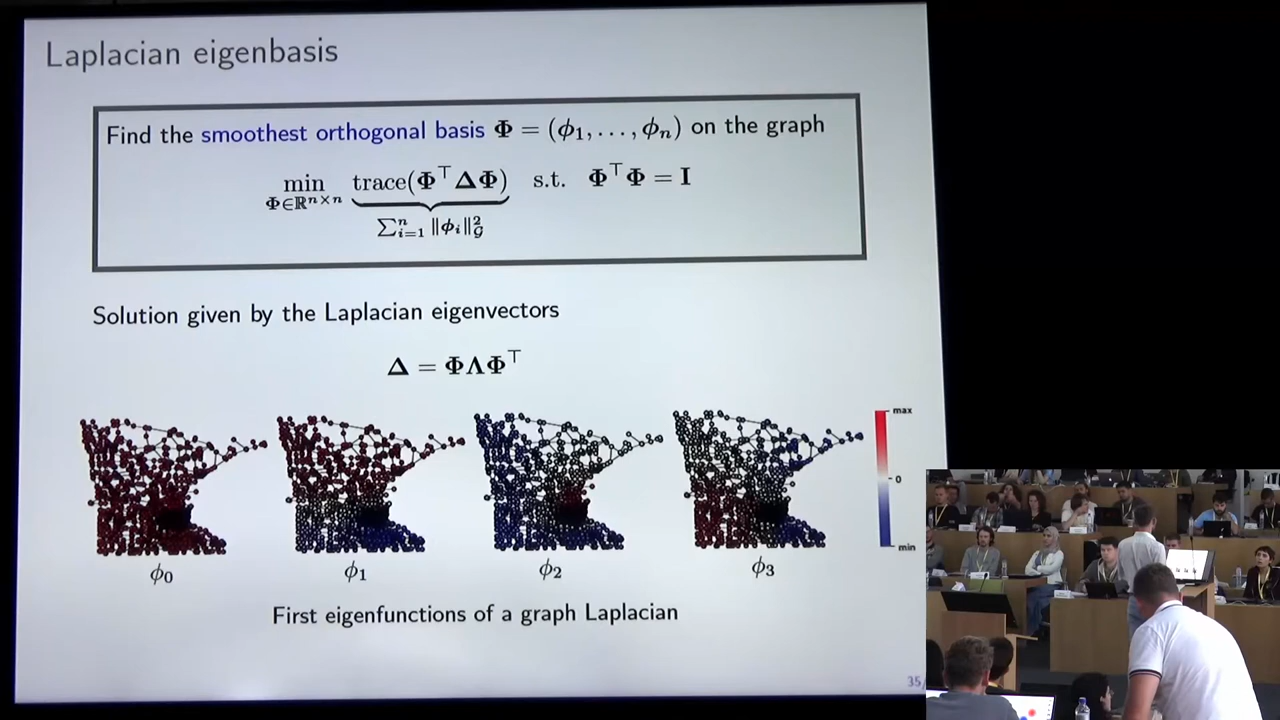 Laplacian eigenbasis
Find the smoothest orthogonal basis Φ = (ϕ₁, . . . , ϕₙ) on the graph
min trace(Φ⊤ΔΦ) s.t. Φ⊤Φ = I
Φ∈ℝⁿˣⁿ
∑ⁿᵢ₌₁ ‖ϕᵢ‖²_𝒢
Solution given by the Laplacian eigenvectors
Δ = ΦΛΦ⊤
max
0
min
ϕ₀ ϕ₁ ϕ₂ ϕ₃
First eigenfunctions of a graph Laplacian
35/